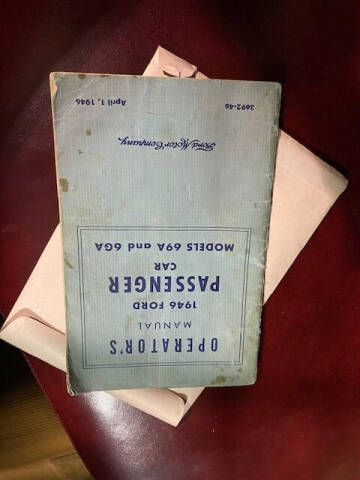 OPERATOR'S
MANUAL
1946 FORD
PASSENGER
CAR
MODELS 69A and 6GA
Ford Motor Company,
3692-46 April 1, 1946